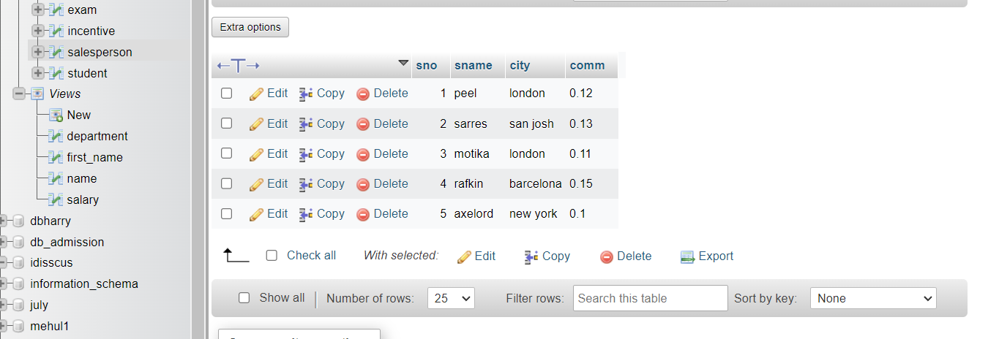 exam
incentive
salesperson
student
Views
New
department
first_name
name
salary
dbharry
db_admission
idisscus
information_schema
july
mehul1
Extra options
sno sname city comm
Edit Copy Delete 1 peel london 0.12
Edit Copy Delete 2 sarres san josh 0.13
Edit Copy Delete 3 motika london 0.11
Edit Copy Delete 4 rafkin barcelona 0.15
Edit Copy Delete 5 axelord new york 0.1
Check all With selected: Edit Copy Delete Export
Show all Number of rows: 25 Filter rows: Search this table Sort by key: None